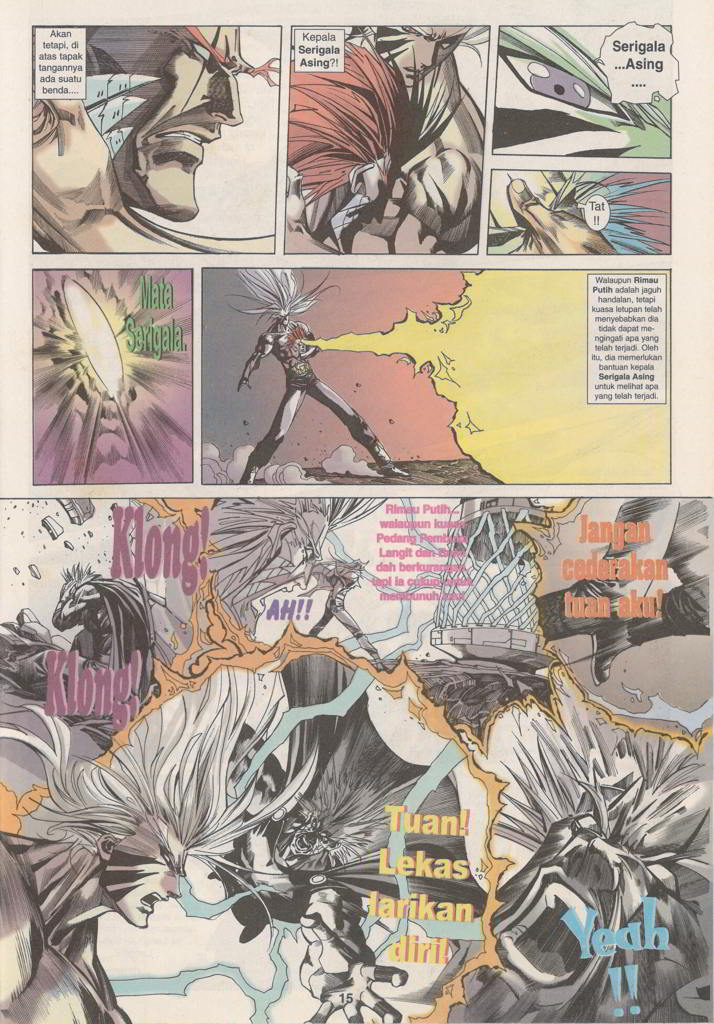 Akan
tetapi, di
atas tapak
tangannya
ada suatu
benda....
Kepala
Serigala
Asing?!
Serigala
...Asing
....
Tat
!!
Mata
Serigala.
Walaupun Rimau
Putih adalah jaguh
handalan, tetapi
kuasa letupan telah
menyebabkan dia
tidak dapat me-
ngingati apa yang
telah terjadi. Oleh
itu, dia memerlukan
bantuan kepala
Serigala Asing
untuk melihat apa
yang telah terjadi.
Klong!
Klong!
AH!!
Rimau Putih...
walaupun kuasa
Pedang
Langit dan
dah berkurangan
tapi ia cukup untuk
membunuh
Jangan
cederakan
tuan aku!
Tuan!
Lekas
larikan
diri!
Yeah
!!
15